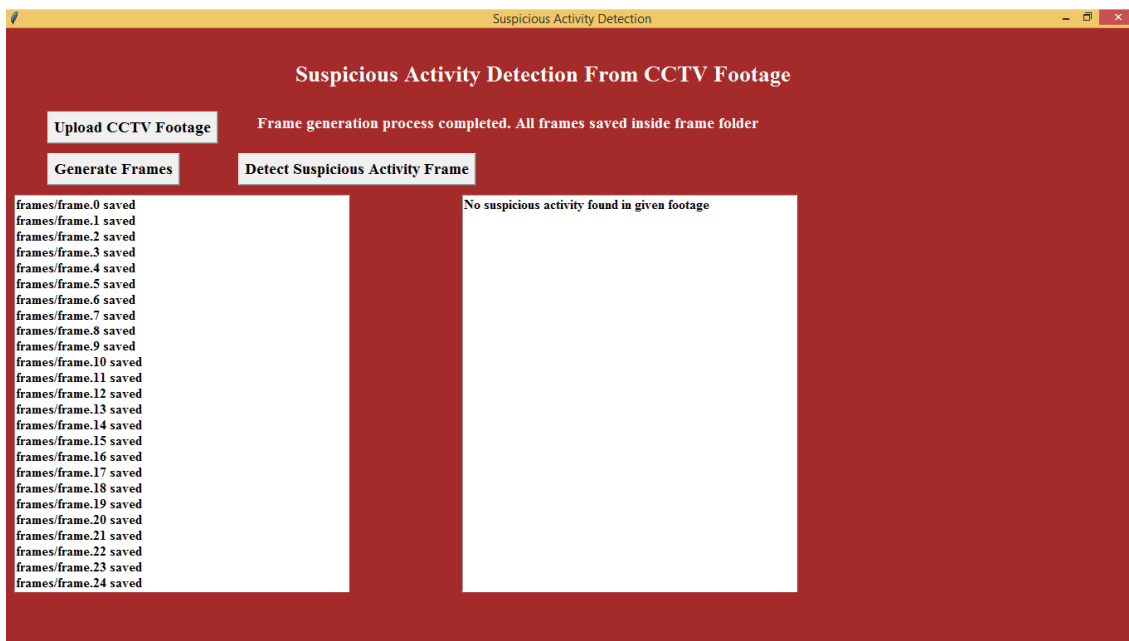 Suspicious Activity Detection
Suspicious Activity Detection From CCTV Footage
Upload CCTV Footage
Frame generation process completed. All frames saved inside frame folder
Generate Frames
Detect Suspicious Activity Frame
frames/frame.0 saved
frames/frame.1 saved
frames/frame.2 saved
frames/frame.3 saved
frames/frame.4 saved
frames/frame.5 saved
frames/frame.6 saved
frames/frame.7 saved
frames/frame.8 saved
frames/frame.9 saved
frames/frame.10 saved
frames/frame.11 saved
frames/frame.12 saved
frames/frame.13 saved
frames/frame.14 saved
frames/frame.15 saved
frames/frame.16 saved
frames/frame.17 saved
frames/frame.18 saved
frames/frame.19 saved
frames/frame.20 saved
frames/frame.21 saved
frames/frame.22 saved
frames/frame.23 saved
frames/frame.24 saved
No suspicious activity found in given footage